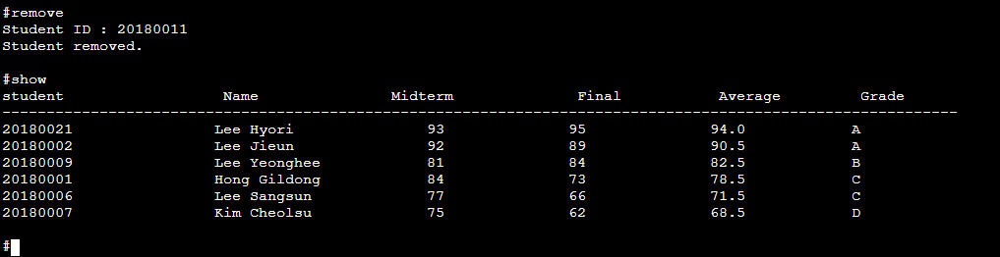 #remove
Student ID : 20180011
Student removed.
#show
student Name Midterm Final Average Grade
------------------------------------------------------------------------------------------------------------
20180021 Lee Hyori 93 95 94.0 A
20180002 Lee Jieun 92 89 90.5 A
20180009 Lee Yeonghee 81 84 82.5 B
20180001 Hong Gildong 84 73 78.5 C
20180006 Lee Sangsun 77 66 71.5 C
20180007 Kim Cheolsu 75 62 68.5 D
#